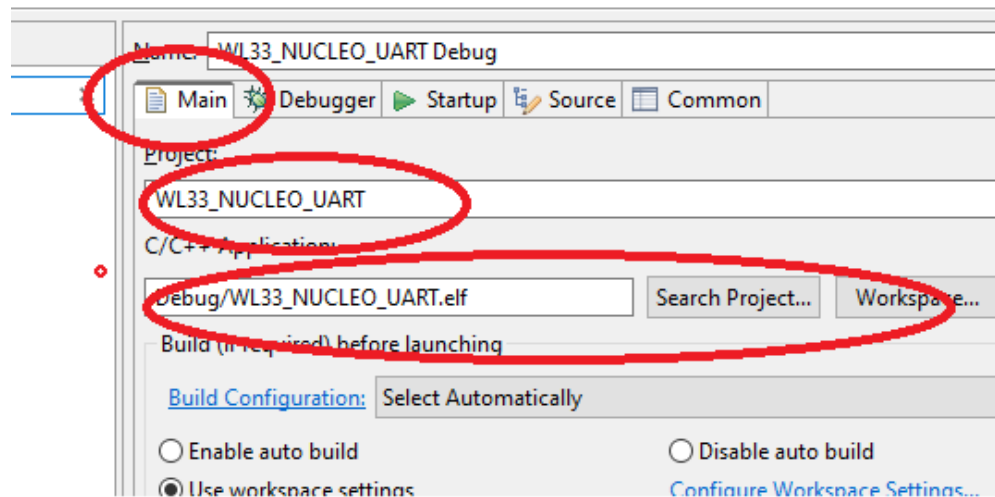 Name: WL33_NUCLEO_UART Debug
Main Debugger Startup Source Common
Project:
WL33_NUCLEO_UART
C/C++ Application:
Debug/WL33_NUCLEO_UART.elf Search Project... Workspace...
Build (if required) before launching
Build Configuration: Select Automatically
Enable auto build Disable auto build
Use workspace settings Configure Workspace Settings...